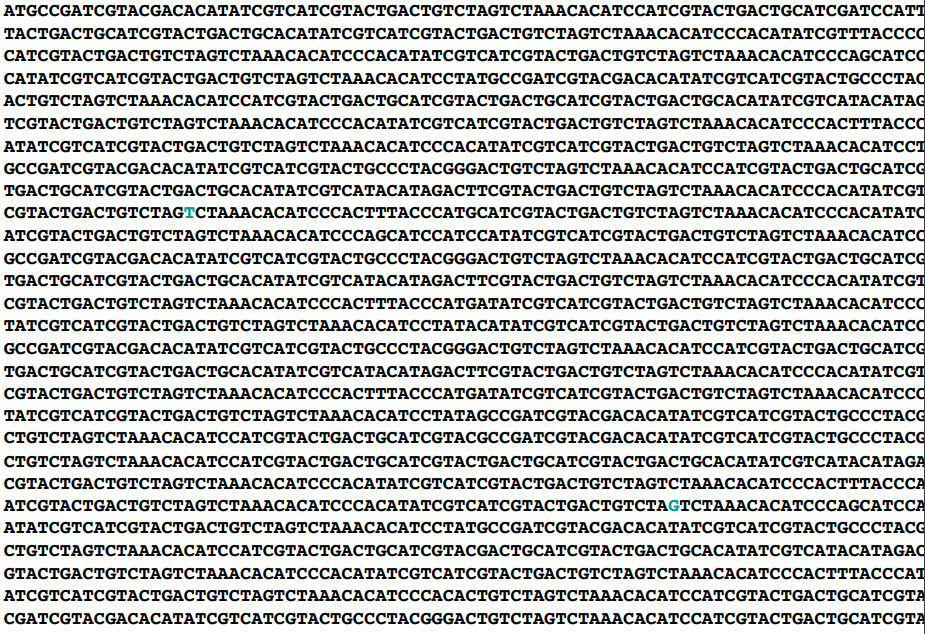 ATGCCGATCGTACGACACATATCGTCATCGTACTGACTGTCTAGTCTAAACACATCCATCGTACTGACTGCATCGATCCATT
TACTGACTGCATCGTACTGACTGCACATATCGTCATCGTACTGACTGTCTAGTCTAAACACATCCCACATATCGTTTACCCC
CATCGTACTGACTGTCTAGTCTAAACACATCCCACATATCGTCATCGTACTGACTGTCTAGTCTAAACACATCCCAGCATCC
CATATCGTCATCGTACTGACTGTCTAGTCTAAACACATCCTATGCCGATCGTACGACACATATCGTCATCGTACTGCCCTAC
ACTGTCTAGTCTAAACACATCCATCGTACTGACTGCATCGTACTGACTGCATCGTACTGACTGCACATATCGTCATACATAG
TCGTACTGACTGTCTAGTCTAAACACATCCCACATATCGTCATCGTACTGACTGTCTAGTCTAAACACATCCCACTTTACCC
ATATCGTCATCGTACTGACTGTCTAGTCTAAACACATCCCACATATCGTCATCGTACTGACTGTCTAGTCTAAACACATCCT
GCCGATCGTACGACACATATCGTCATCGTACTGCCCTACGGGACTGTCTAGTCTAAACACATCCATCGTACTGACTGCATCG
TGACTGCATCGTACTGACTGCACATATCGTCATACATAGACTTCGTACTGACTGTCTAGTCTAAACACATCCCACATATCGT
CGTACTGACTGTCTAGTCTAAACACATCCCACTTTACCCATGCATCGTACTGACTGTCTAGTCTAAACACATCCCACATATC
ATCGTACTGACTGTCTAGTCTAAACACATCCCAGCATCCATCCATATCGTCATCGTACTGACTGTCTAGTCTAAACACATCC
GCCGATCGTACGACACATATCGTCATCGTACTGCCCTACGGGACTGTCTAGTCTAAACACATCCATCGTACTGACTGCATCG
TGACTGCATCGTACTGACTGCACATATCGTCATACATAGACTTCGTACTGACTGTCTAGTCTAAACACATCCCACATATCGT
CGTACTGACTGTCTAGTCTAAACACATCCCACTTTACCCATGATATCGTCATCGTACTGACTGTCTAGTCTAAACACATCCC
TATCGTCATCGTACTGACTGTCTAGTCTAAACACATCCTATACATATCGTCATCGTACTGACTGTCTAGTCTAAACACATCC
GCCGATCGTACGACACATATCGTCATCGTACTGCCCTACGGGACTGTCTAGTCTAAACACATCCATCGTACTGACTGCATCG
TGACTGCATCGTACTGACTGCACATATCGTCATACATAGACTTCGTACTGACTGTCTAGTCTAAACACATCCCACATATCGT
CGTACTGACTGTCTAGTCTAAACACATCCCACTTTACCCATGATATCGTCATCGTACTGACTGTCTAGTCTAAACACATCCC
TATCGTCATCGTACTGACTGTCTAGTCTAAACACATCCTATAGCCGATCGTACGACACATATCGTCATCGTACTGCCCTACG
CTGTCTAGTCTAAACACATCCATCGTACTGACTGCATCGTACGCCGATCGTACGACACATATCGTCATCGTACTGCCCTACG
CTGTCTAGTCTAAACACATCCATCGTACTGACTGCATCGTACTGACTGCATCGTACTGACTGCACATATCGTCATACATAGA
CGTACTGACTGTCTAGTCTAAACACATCCCACATATCGTCATCGTACTGACTGTCTAGTCTAAACACATCCCACTTTACCCA
ATCGTACTGACTGTCTAGTCTAAACACATCCCACATATCGTCATCGTACTGACTGTCTAGTCTAAACACATCCCAGCATCCA
ATATCGTCATCGTACTGACTGTCTAGTCTAAACACATCCTATGCCGATCGTACGACACATATCGTCATCGTACTGCCCTACG
CTGTCTAGTCTAAACACATCCATCGTACTGACTGCATCGTACGACTGCATCGTACTGACTGCACATATCGTCATACATAGAC
GTACTGACTGTCTAGTCTAAACACATCCCACATATCGTCATCGTACTGACTGTCTAGTCTAAACACATCCCACTTTACCCAT
ATCGTCATCGTACTGACTGTCTAGTCTAAACACATCCCACACTGTCTAGTCTAAACACATCCATCGTACTGACTGCATCGTA
CGATCGTACGACACATATCGTCATCGTACTGCCCTACGGGACTGTCTAGTCTAAACACATCCATCGTACTGACTGCATCGTA